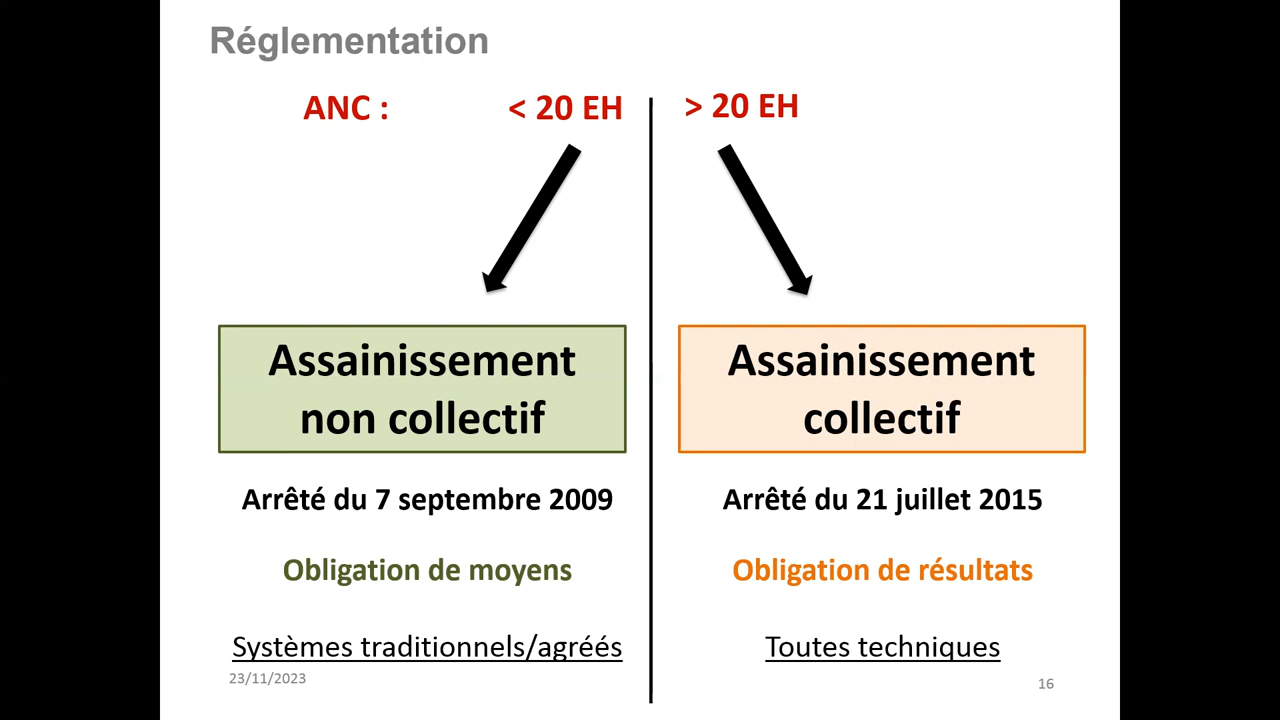 Réglementation
ANC : < 20 EH
> 20 EH
Assainissement
non collectif
Arrêté du 7 septembre 2009
Obligation de moyens
Systèmes traditionnels/agréés
Assainissement
collectif
Arrêté du 21 juillet 2015
Obligation de résultats
Toutes techniques
23/11/2023
16